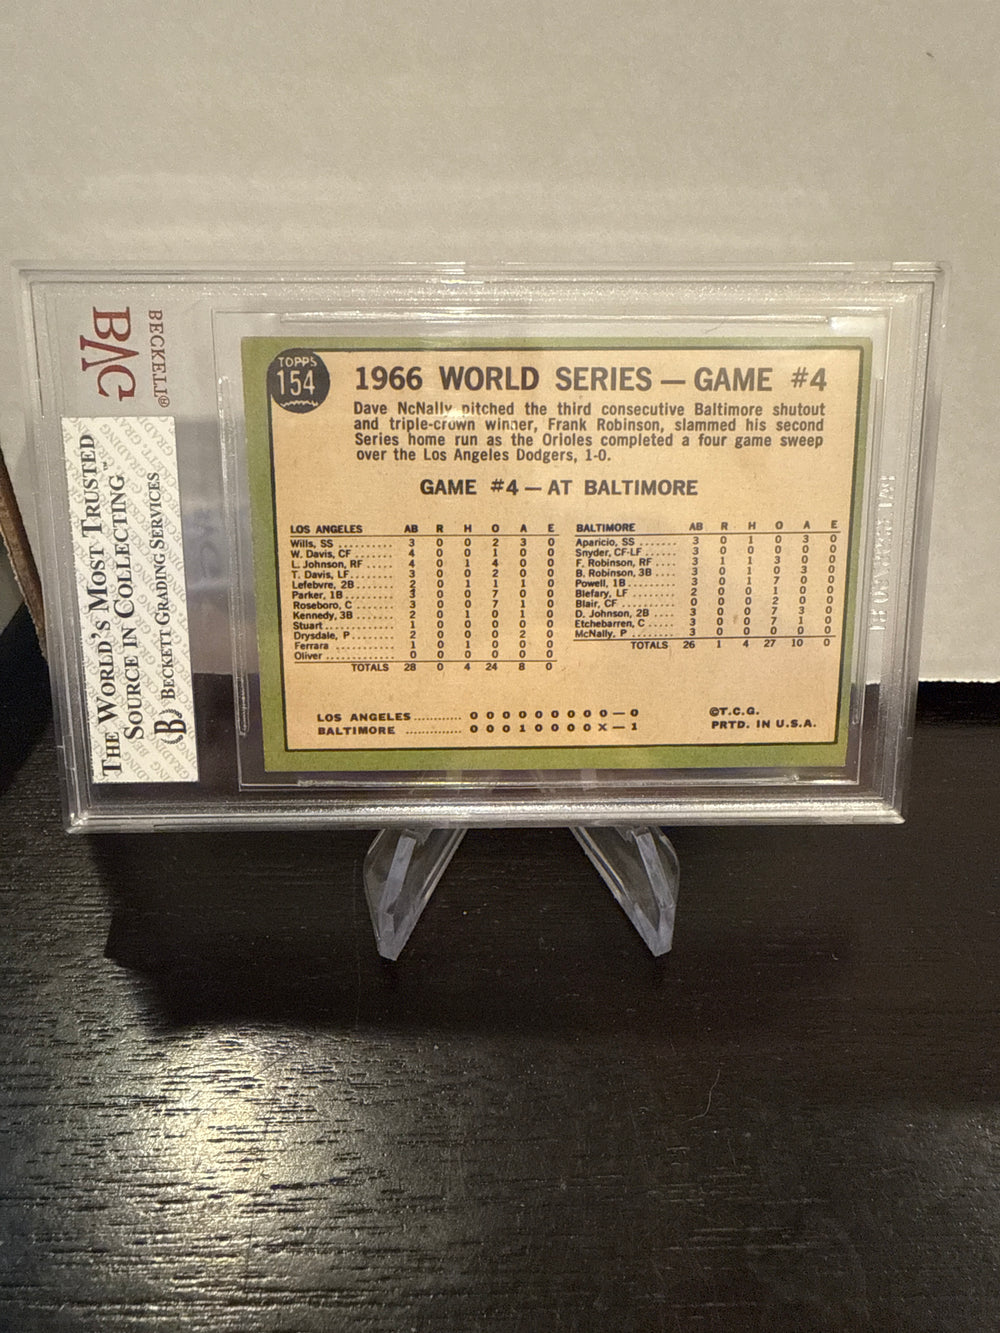 BECKETT®
BVG
THE WORLD'S MOST TRUSTED
SOURCE IN COLLECTING™
B BECKETT GRADING SERVICES
TOPPS
154
1966 WORLD SERIES — GAME #4
Dave NcNally pitched the third consecutive Baltimore shutout
and triple-crown winner, Frank Robinson, slammed his second
Series home run as the Orioles completed a four game sweep
over the Los Angeles Dodgers, 1-0.
GAME #4 — AT BALTIMORE
LOS ANGELES AB R H O A E
Wills, SS .......... 3 0 0 2 3 0
W. Davis, CF ...... 4 0 0 1 0 0
L. Johnson, RF .... 4 0 1 4 0 0
T. Davis, LF ....... 3 0 0 2 0 0
Lefebvre, 2B ....... 2 0 1 1 1 0
Parker, 1B ......... 3 0 0 7 0 0
Roseboro, C ....... 3 0 0 7 1 0
Kennedy, 3B ....... 2 0 1 0 1 0
Stuart ............. 1 0 0 0 0 0
Drysdale, P ........ 2 0 0 0 2 0
Ferrara ............ 1 0 1 0 0 0
Oliver ............. 0 0 0 0 0 0
TOTALS 28 0 4 24 8 0
BALTIMORE AB R H O A E
Aparicio, SS ....... 3 0 1 0 3 0
Snyder, CF-LF ...... 3 0 0 0 0 0
F. Robinson, RF .... 3 1 1 3 0 0
B. Robinson, 3B .... 3 0 1 0 3 0
Powell, 1B ......... 3 0 1 7 0 0
Blefary, LF ........ 2 0 0 1 0 0
Blair, CF .......... 0 0 0 2 0 0
D. Johnson, 2B ..... 3 0 0 7 3 0
Etchebarren, C ..... 3 0 0 7 1 0
McNally, P ......... 3 0 0 0 0 0
TOTALS 26 1 4 27 10 0
LOS ANGELES ............ 0 0 0 0 0 0 0 0 0 — 0
BALTIMORE .............. 0 0 0 1 0 0 0 0 X — 1
©T.C.G.
PRTD. IN U.S.A.